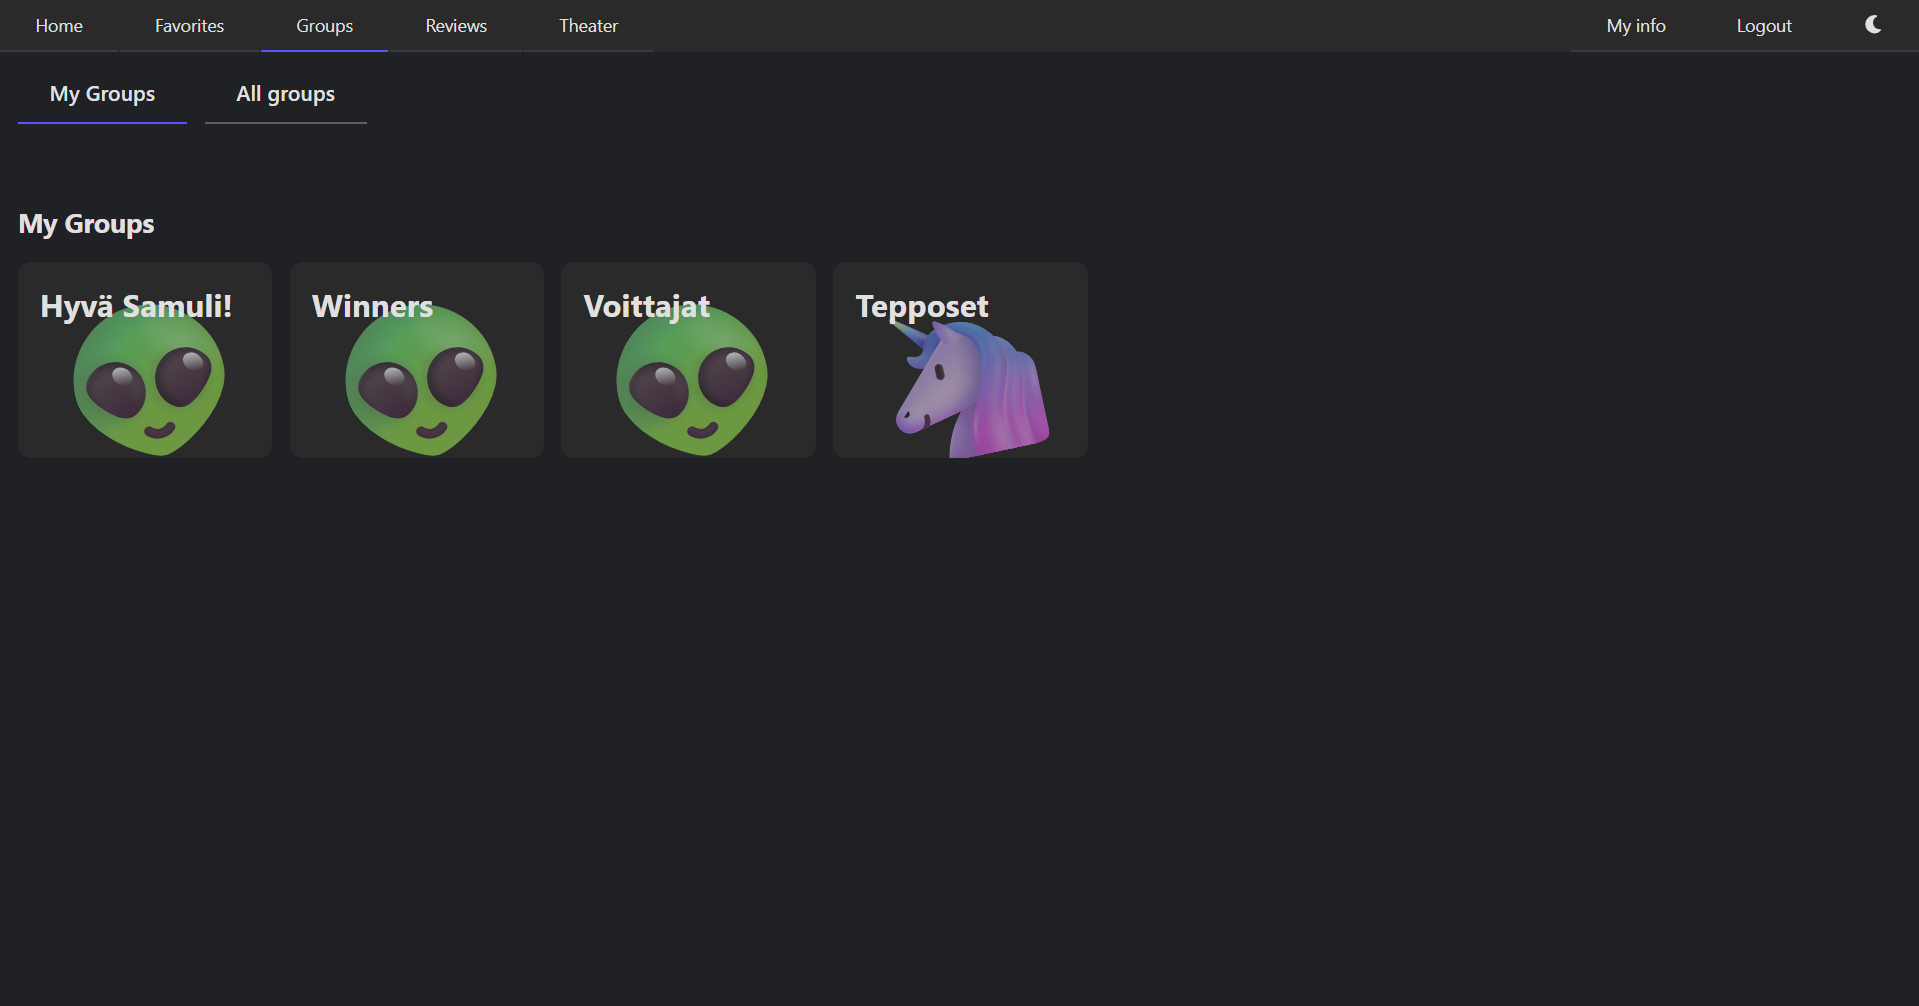 Home Favorites Groups Reviews Theater My info Logout
My Groups All groups
My Groups
Hyvä Samuli! Winners Voittajat Tepposet